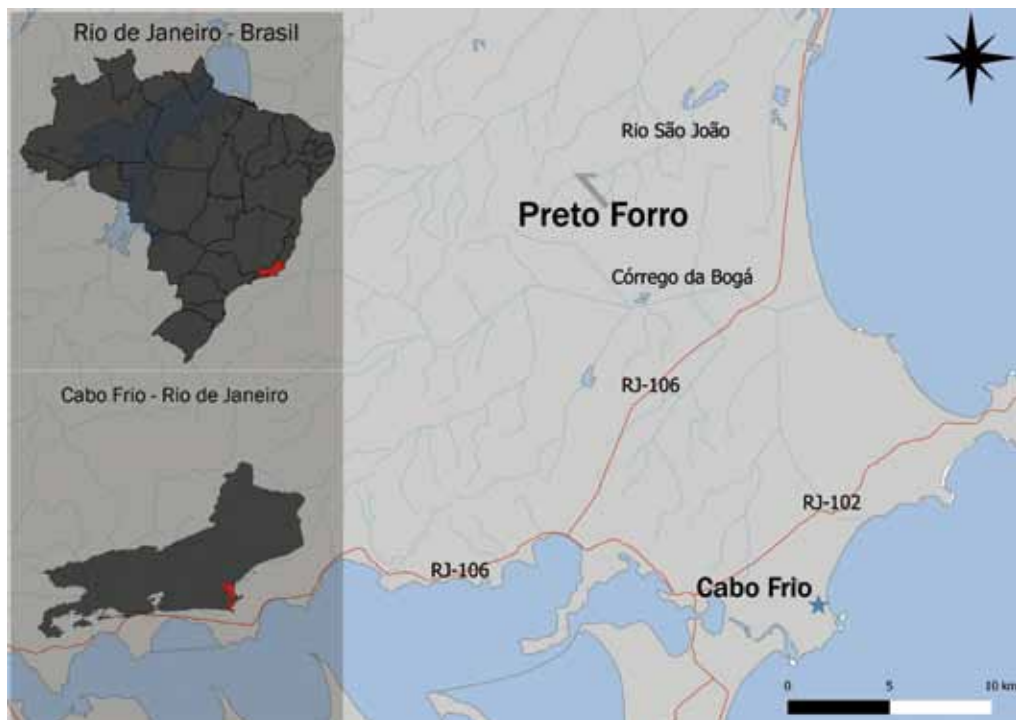 Rio de Janeiro - Brasil
Cabo Frio - Rio de Janeiro
Rio São João
Preto Forro
Córrego da Bogá
RJ-106
RJ-102
RJ-106
Cabo Frio
0 5 10 km